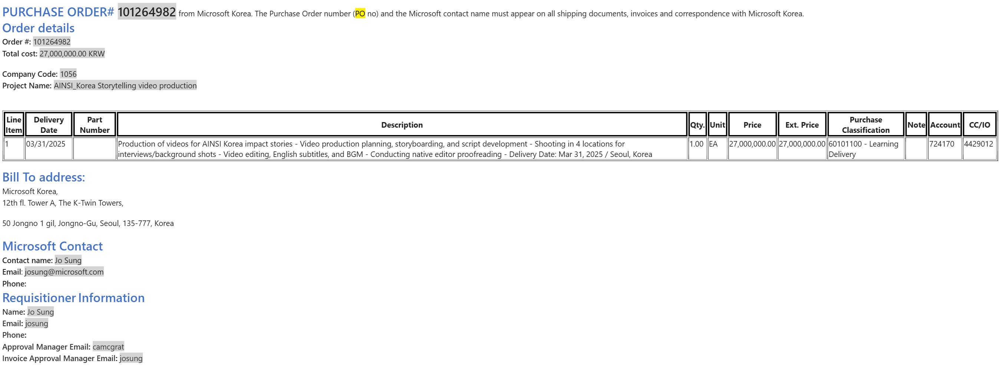 PURCHASE ORDER# 101264982 from Microsoft Korea. The Purchase Order number (PO no) and the Microsoft contact name must appear on all shipping documents, invoices and correspondence with Microsoft Korea.
Order details
Order #: 101264982
Total cost: 27,000,000.00 KRW
Company Code: 1056
Project Name: AINSI_Korea Storytelling video production
Line Item Delivery Date Part Number Description Qty. Unit Price Ext. Price Purchase Classification Note Account CC/IO
1 03/31/2025 Production of videos for AINSI Korea impact stories - Video production planning, storyboarding, and script development - Shooting in 4 locations for 1.00 EA 27,000,000.00 27,000,000.00 60101100 - Learning 724170 4429012
interviews/background shots - Video editing, English subtitles, and BGM - Conducting native editor proofreading - Delivery Date: Mar 31, 2025 / Seoul, Korea Delivery
Bill To address:
Microsoft Korea,
12th fl. Tower A, The K-Twin Towers,
50 Jongno 1 gil, Jongno-Gu, Seoul, 135-777, Korea
Microsoft Contact
Contact name: Jo Sung
Email: josung@microsoft.com
Phone:
Requisitioner Information
Name: Jo Sung
Email: josung
Phone:
Approval Manager Email: camcgrat
Invoice Approval Manager Email: josung